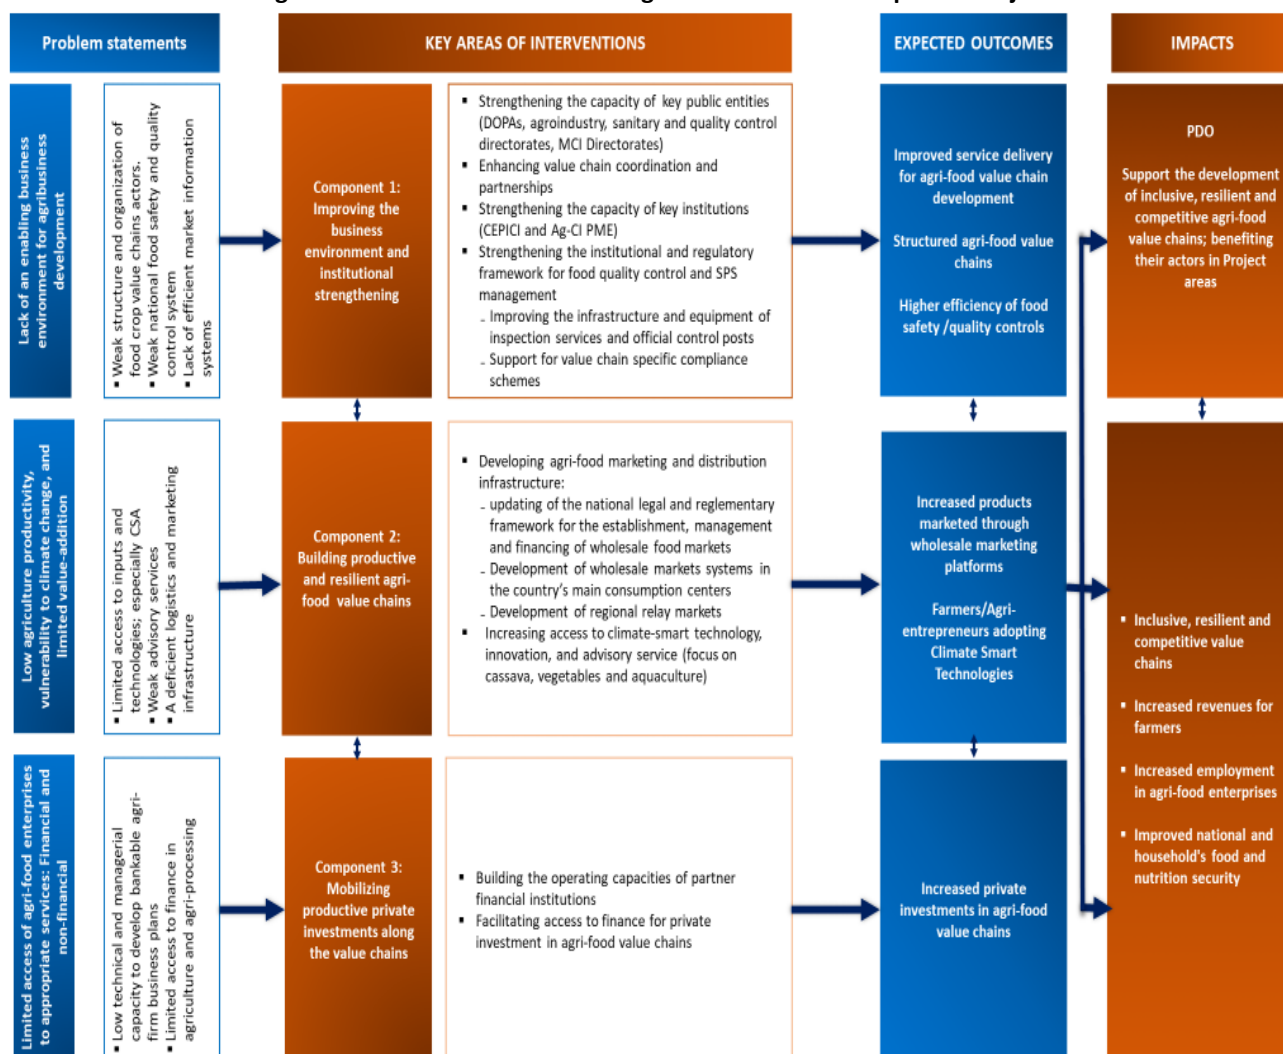 Problem statements
KEY AREAS OF INTERVENTIONS
EXPECTED OUTCOMES
IMPACTS
Lack of an enabling business
environment for agribusiness
development
▪ Weak structure and organization of
food crop value chains actors.
▪ Weak national food safety and quality
control system
▪ Lack of efficient market information
systems
Component 1:
Improving the
business
environment and
institutional
strengthening
▪ Strengthening the capacity of key public entities
(DOPAs, agroindustry, sanitary and quality control
directorates, MCI Directorates)
▪ Enhancing value chain coordination and
partnerships
▪ Strengthening the capacity of key institutions
(CEPICI and Ag-CI PME)
▪ Strengthening the institutional and regulatory
framework for food quality control and SPS
management
- Improving the infrastructure and equipment of
inspection services and official control posts
- Support for value chain specific compliance
schemes
Improved service delivery
for agri-food value chain
development
Structured agri-food value
chains
Higher efficiency of food
safety /quality controls
PDO
Support the development
of inclusive, resilient and
competitive agri-food
value chains; benefiting
their actors in Project
areas
Low agriculture productivity,
vulnerability to climate change, and
limited value-addition
▪ Limited access to inputs and
technologies; especially CSA
▪ Weak advisory services
▪ A deficient logistics and marketing
infrastructure
Component 2:
Building productive
and resilient agri-
food value chains
▪ Developing agri-food marketing and distribution
infrastructure:
- updating of the national legal and reglementary
framework for the establishment, management
and financing of wholesale food markets
- Development of wholesale markets systems in
the country's main consumption centers
- Development of regional relay markets
▪ Increasing access to climate-smart technology,
innovation, and advisory service (focus on
cassava, vegetables and aquaculture)
Increased products
marketed through
wholesale marketing
platforms
Farmers/Agri-
entrepreneurs adopting
Climate Smart
Technologies
▪ Inclusive, resilient and
competitive value
chains
▪ Increased revenues for
farmers
▪ Increased employment
in agri-food enterprises
▪ Improved national and
household's food and
nutrition security
Limited access of agri-food enterprises
to appropriate services: Financial and
non-financial
▪ Low technical and managerial
capacity to develop bankable agri-
firm business plans
▪ Limited access to finance in
agriculture and agri-processing
Component 3:
Mobilizing
productive private
investments along
the value chains
▪ Building the operating capacities of partner
financial institutions
▪ Facilitating access to finance for private
investment in agri-food value chains
Increased private
investments in agri-food
value chains